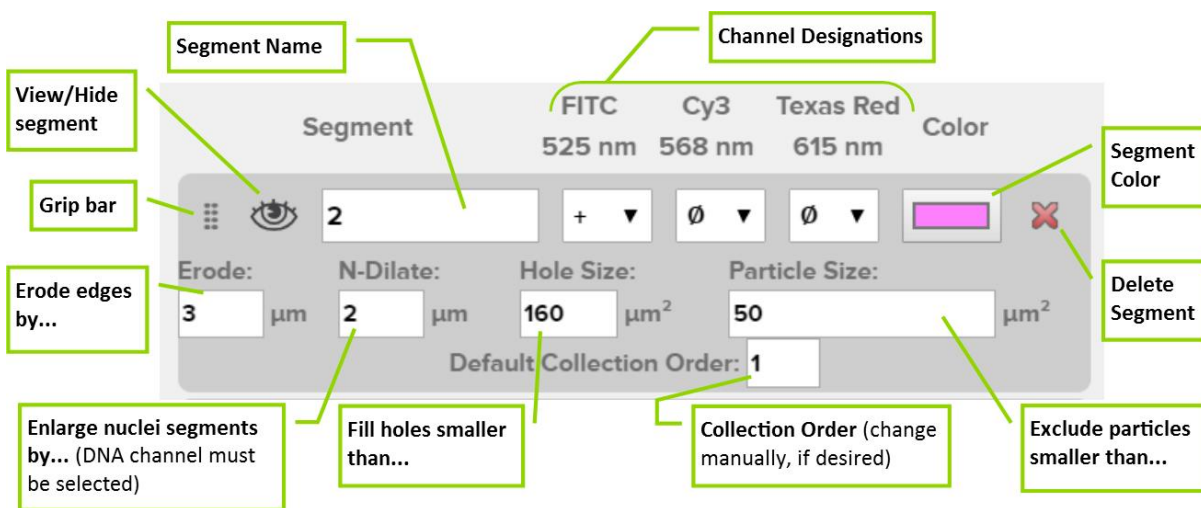 Segment Name
Channel Designations
View/Hide
segment
FITC
Cy3
Texas Red
Segment
Color
525 nm
568 nm
615 nm
Segment
Color
Grip bar
2
+ ▼
Ø ▼
Ø ▼
Erode:
N-Dilate:
Hole Size:
Particle Size:
Erode edges
by...
3 µm
2 µm
160 µm²
50 µm²
Delete
Segment
Default Collection Order: 1
Enlarge nuclei segments
by... (DNA channel must
be selected)
Fill holes smaller
than...
Collection Order (change
manually, if desired)
Exclude particles
smaller than...